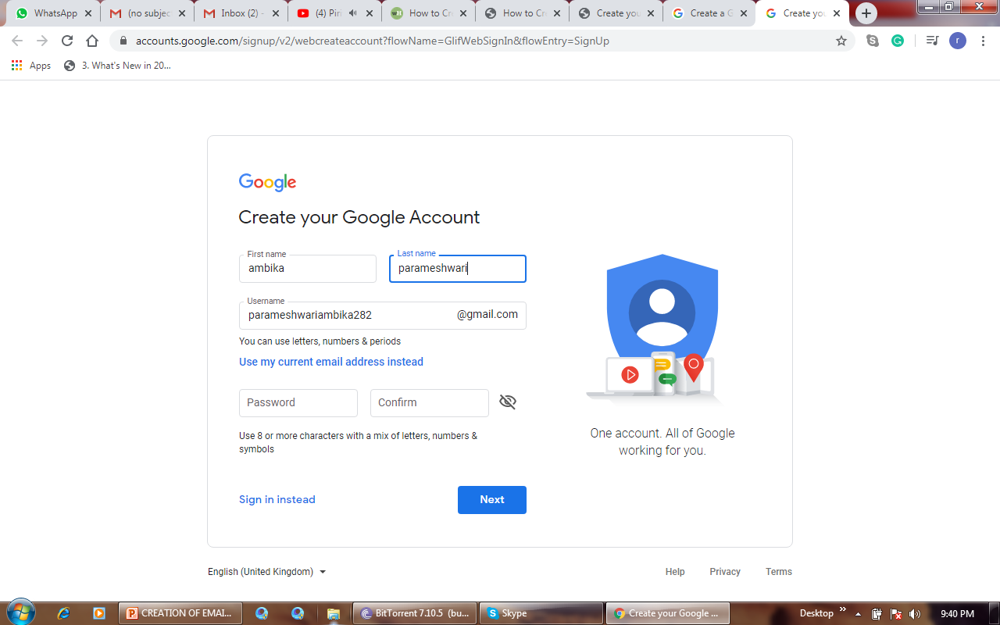 WhatsApp
(no subjec
Inbox (2) -
(4) Pin
How to Cr
How to Cr
Create you
Create a G
Create you
accounts.google.com/signup/v2/webcreateaccount?flowName=GlifWebSignIn&flowEntry=SignUp
r
Apps
3. What's New in 20...
Google
Create your Google Account
First name
Last name
ambika
parameshwari
Username
parameshwariambika282
@gmail.com
You can use letters, numbers & periods
Use my current email address instead
Password
Confirm
Use 8 or more characters with a mix of letters, numbers &
symbols
One account. All of Google
working for you.
Sign in instead
Next
English (United Kingdom)
Help
Privacy
Terms
CREATION OF EMAI...
BitTorrent 7.10.5 (bu...
Skype
Create your Google ...
Desktop
9:40 PM